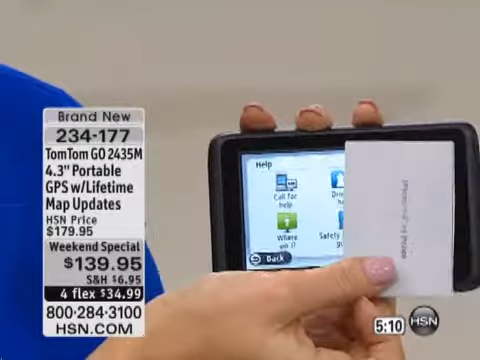 Brand New
234-177
TomTom GO 2435M
4.3" Portable
GPS w/Lifetime
Map Updates
HSN Price
$179.95
Weekend Special
$139.95
S&H $6.95
4 flex $34.99
800·284·3100
HSN.COM
Help
Call for
help
Where
am I?
Safety
Back
5:10
HSN